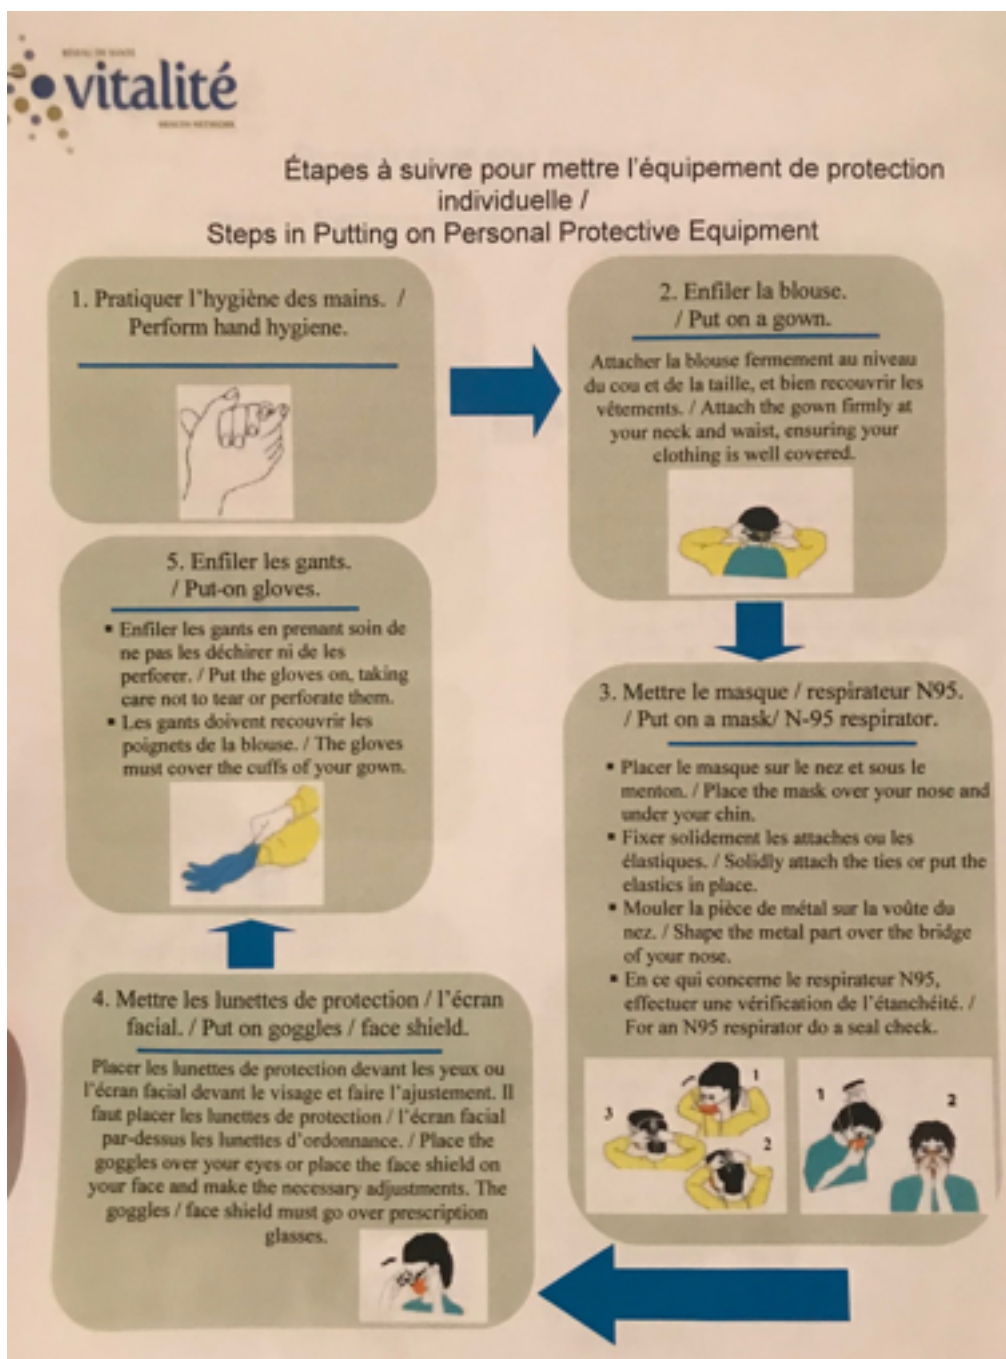 RÉSEAU DE SANTÉ
vitalité
HEALTH NETWORK
Étapes à suivre pour mettre l'équipement de protection
individuelle /
Steps in Putting on Personal Protective Equipment
1. Pratiquer l'hygiène des mains. /
Perform hand hygiene.
2. Enfiler la blouse.
/ Put on a gown.
Attacher la blouse fermement au niveau
du cou et de la taille, et bien recouvrir les
vêtements. / Attach the gown firmly at
your neck and waist, ensuring your
clothing is well covered.
3. Mettre le masque / respirateur N95.
/ Put on a mask/ N-95 respirator.
▪ Placer le masque sur le nez et sous le
menton. / Place the mask over your nose and
under your chin.
▪ Fixer solidement les attaches ou les
élastiques. / Solidly attach the ties or put the
elastics in place.
▪ Mouler la pièce de métal sur la voûte du
nez. / Shape the metal part over the bridge
of your nose.
▪ En ce qui concerne le respirateur N95,
effectuer une vérification de l'étanchéité. /
For an N95 respirator do a seal check.
1
2
3
1
2
4. Mettre les lunettes de protection / l'écran
facial. / Put on goggles / face shield.
Placer les lunettes de protection devant les yeux ou
l'écran facial devant le visage et faire l'ajustement. Il
faut placer les lunettes de protection / l'écran facial
par-dessus les lunettes d'ordonnance. / Place the
goggles over your eyes or place the face shield on
your face and make the necessary adjustments. The
goggles / face shield must go over prescription
glasses.
5. Enfiler les gants.
/ Put-on gloves.
▪ Enfiler les gants en prenant soin de
ne pas les déchirer ni de les
perforer. / Put the gloves on, taking
care not to tear or perforate them.
▪ Les gants doivent recouvrir les
poignets de la blouse. / The gloves
must cover the cuffs of your gown.